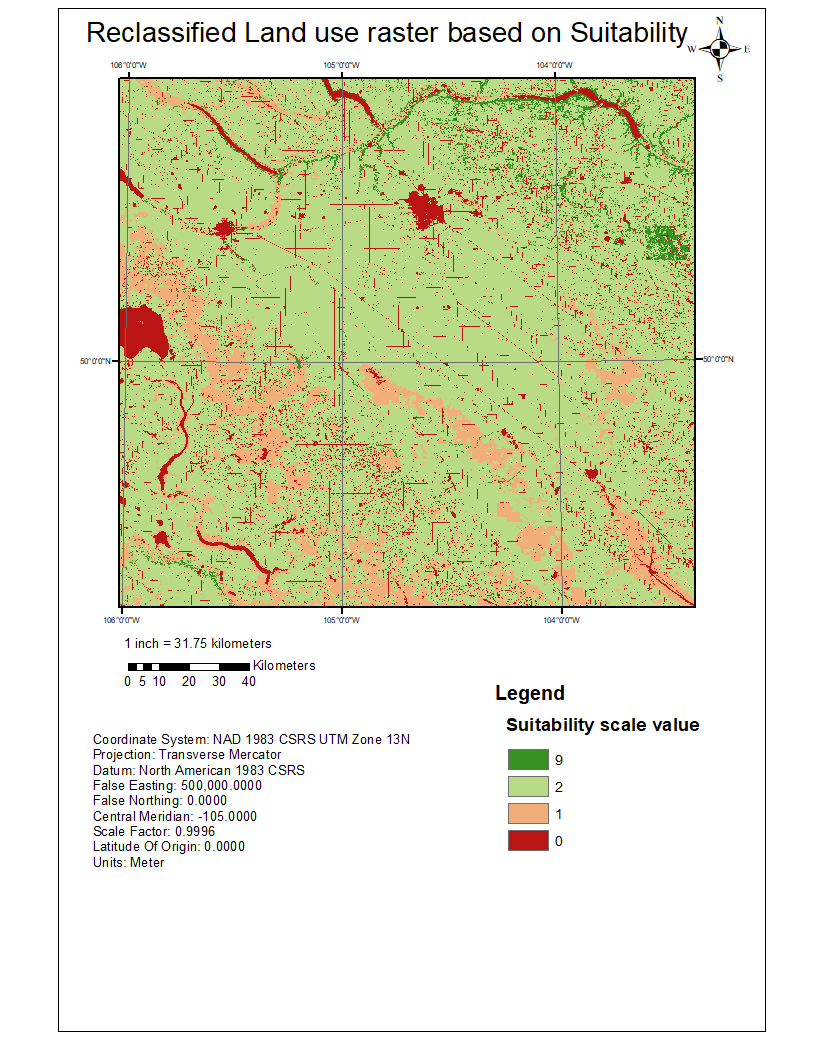 Reclassified Land use raster based on Suitability
N
W E
S
106°0'0"W 105°0'0"W 104°0'0"W
50°0'0"N 50°0'0"N
106°0'0"W 105°0'0"W 104°0'0"W
1 inch = 31.75 kilometers
Kilometers
0 5 10 20 30 40
Legend
Suitability scale value
9
2
1
0
Coordinate System: NAD 1983 CSRS UTM Zone 13N
Projection: Transverse Mercator
Datum: North American 1983 CSRS
False Easting: 500,000.0000
False Northing: 0.0000
Central Meridian: -105.0000
Scale Factor: 0.9996
Latitude Of Origin: 0.0000
Units: Meter